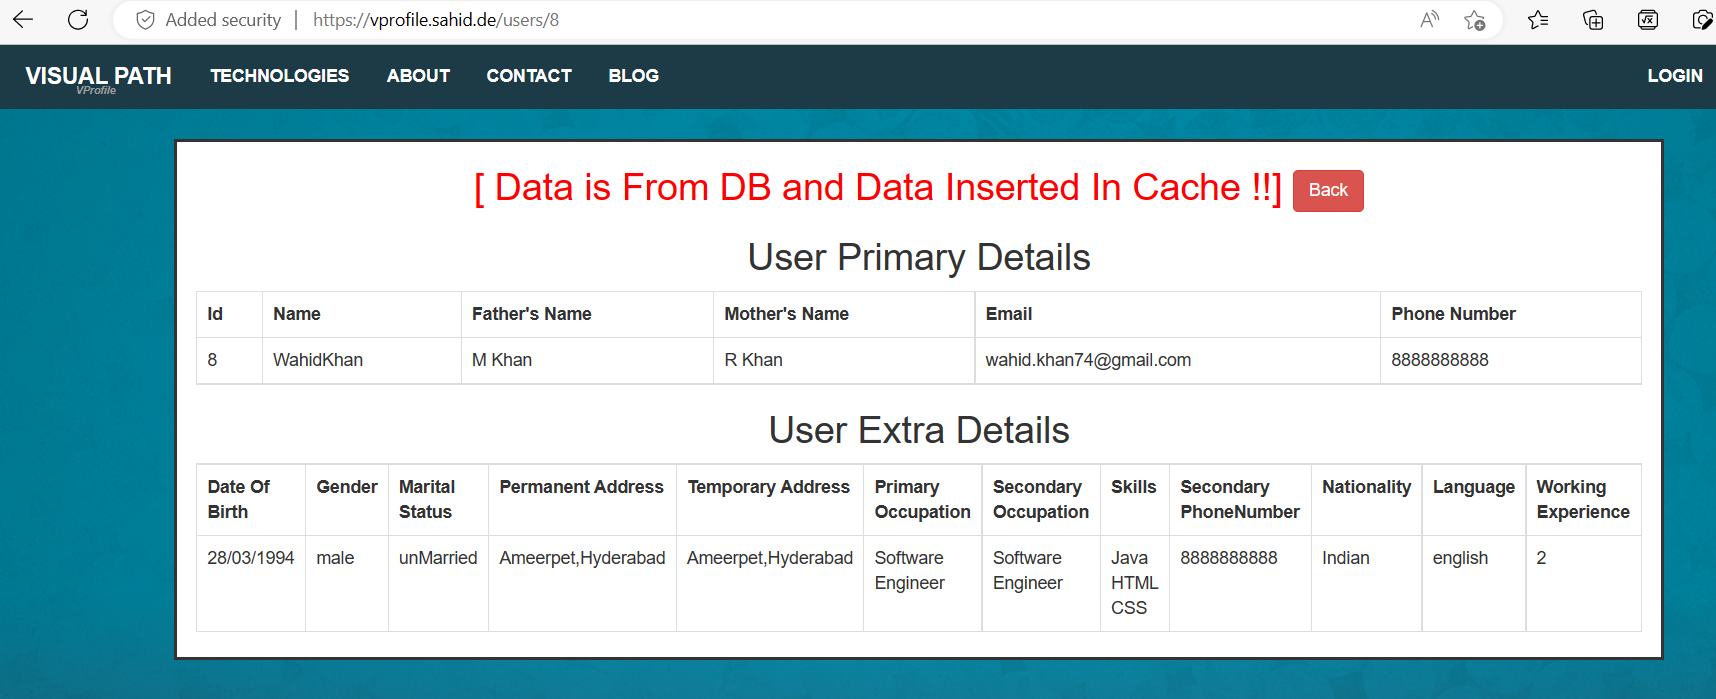 Added security | https://vprofile.sahid.de/users/8
VISUAL PATH
VProfile
TECHNOLOGIES ABOUT CONTACT BLOG LOGIN
[ Data is From DB and Data Inserted In Cache !!] Back
User Primary Details
Id Name Father's Name Mother's Name Email Phone Number
8 WahidKhan M Khan R Khan wahid.khan74@gmail.com 8888888888
User Extra Details
Date Of Gender Marital Permanent Address Temporary Address Primary Secondary Skills Secondary Nationality Language Working
Birth Status Occupation Occupation PhoneNumber Experience
28/03/1994 male unMarried Ameerpet,Hyderabad Ameerpet,Hyderabad Software Software Java 8888888888 Indian english 2
Engineer Engineer HTML
CSS